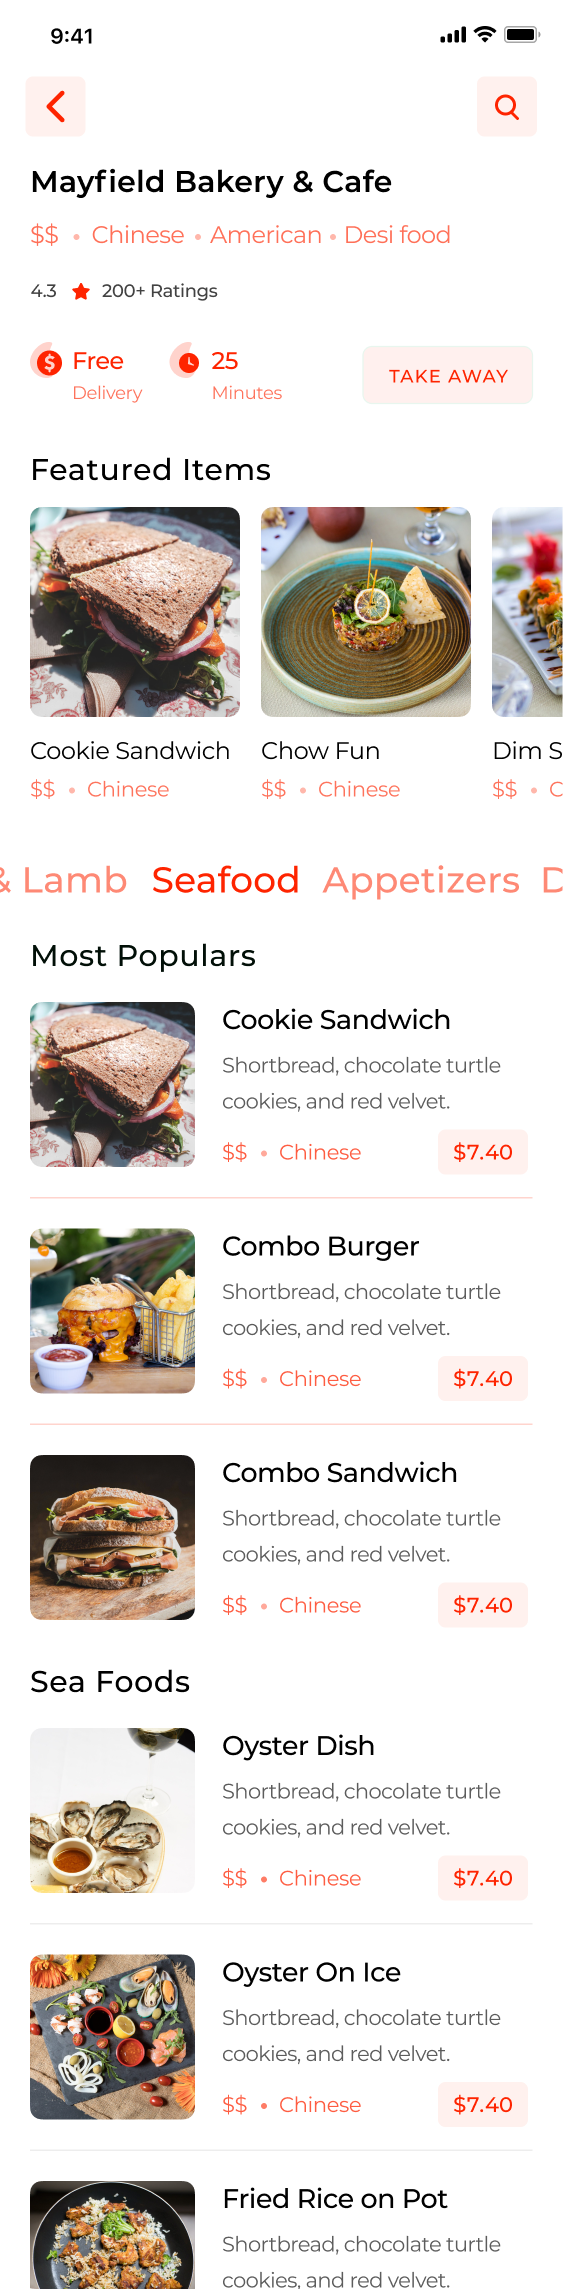 9:41
Mayfield Bakery & Cafe
$$ • Chinese • American • Desi food
4.3 200+ Ratings
Free
Delivery
25
Minutes
TAKE AWAY
Featured Items
Cookie Sandwich
$$ • Chinese
Chow Fun
$$ • Chinese
Dim S
$$ • C
& Lamb Seafood Appetizers D
Most Populars
Cookie Sandwich
Shortbread, chocolate turtle
cookies, and red velvet.
$$ • Chinese $7.40
Combo Burger
Shortbread, chocolate turtle
cookies, and red velvet.
$$ • Chinese $7.40
Combo Sandwich
Shortbread, chocolate turtle
cookies, and red velvet.
$$ • Chinese $7.40
Sea Foods
Oyster Dish
Shortbread, chocolate turtle
cookies, and red velvet.
$$ • Chinese $7.40
Oyster On Ice
Shortbread, chocolate turtle
cookies, and red velvet.
$$ • Chinese $7.40
Fried Rice on Pot
Shortbread, chocolate turtle
cookies, and red velvet.